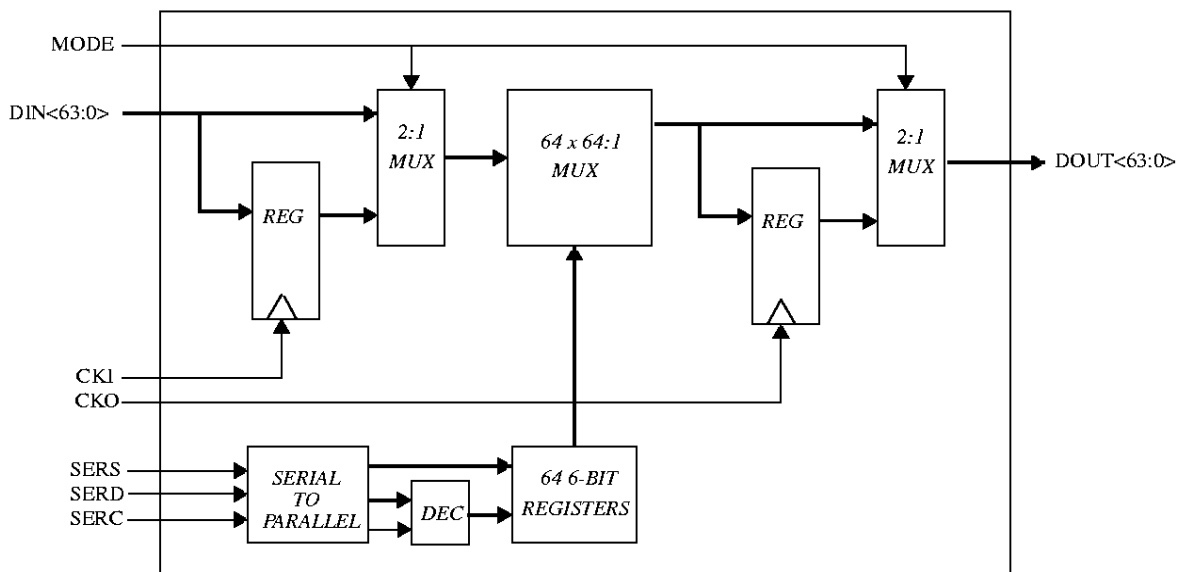 MODE
DIN<63:0>
2:1
MUX
64 x 64:1
MUX
2:1
MUX
DOUT<63:0>
REG
REG
CKI
CKO
SERS
SERD
SERC
SERIAL
TO
PARALLEL
DEC
64 6-BIT
REGISTERS